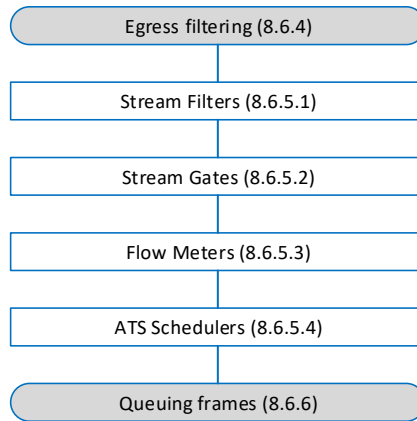 Egress filtering (8.6.4)
Stream Filters (8.6.5.1)
Stream Gates (8.6.5.2)
Flow Meters (8.6.5.3)
ATS Schedulers (8.6.5.4)
Queuing frames (8.6.6)